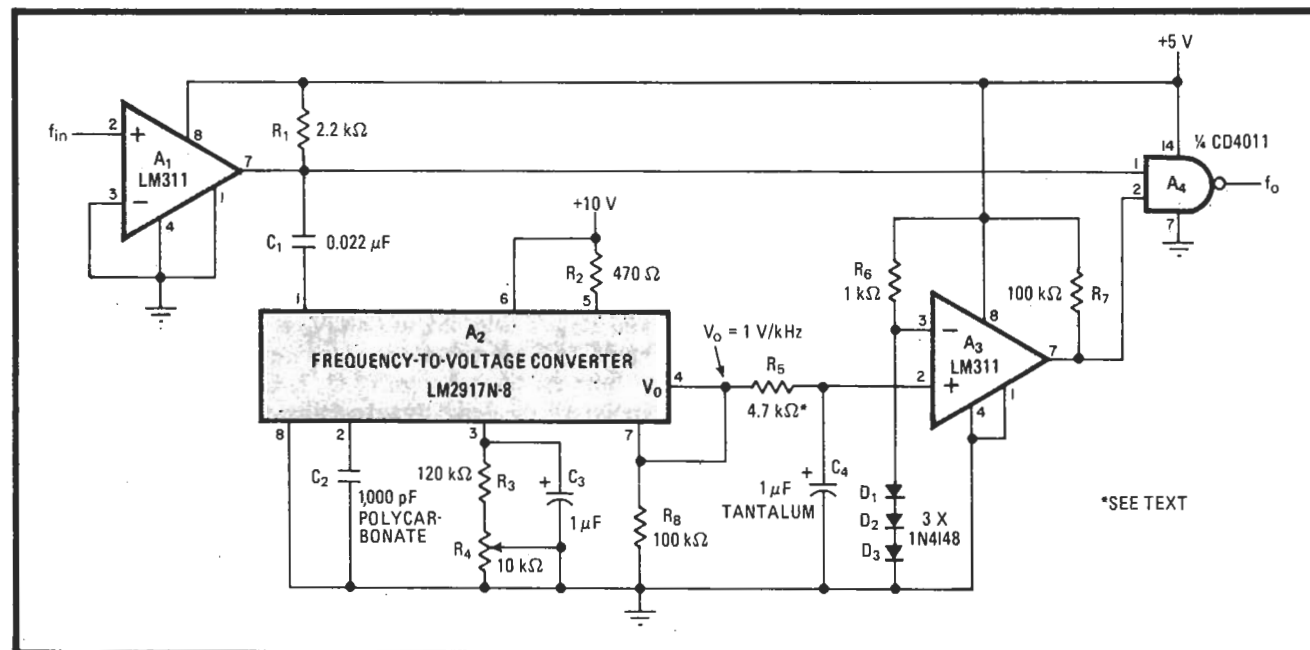 +5 V
f_in
2
+
8
A1
LM311
7
3
−
4
1
R1
2.2 kΩ
14
¼ CD4011
1
2
A4
f_o
7
+10 V
C1
0.022 μF
R2
470 Ω
1
6
5
A2
FREQUENCY-TO-VOLTAGE CONVERTER
LM2917N-8
V_O
4
8
2
3
7
V_O = 1 V/kHz
R5
4.7 kΩ*
R6
1 kΩ
100 kΩ
R7
3
−
8
A3
LM311
7
2
+
4
1
C2
1,000 pF
POLYCAR-
BONATE
120 kΩ
R3
+
C3
1 μF
R4
10 kΩ
R8
100 kΩ
+
C4
1 μF
TANTALUM
D1
D2
D3
3 X
1N4148
*SEE TEXT